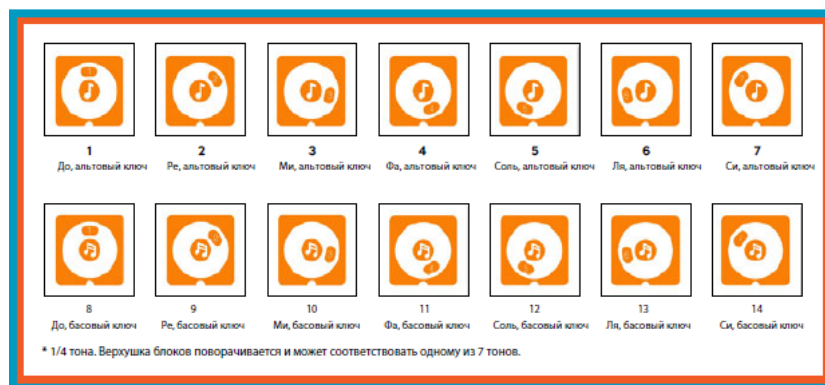 1 2 3 4 5 6 7
До, альтовый ключ Ре, альтовый ключ Ми, альтовый ключ Фа, альтовый ключ Соль, альтовый ключ Ля, альтовый ключ Си, альтовый ключ
8 9 10 11 12 13 14
До, басовый ключ Ре, басовый ключ Ми, басовый ключ Фа, басовый ключ Соль, басовый ключ Ля, басовый ключ Си, басовый ключ
* 1/4 тона. Верхушка блоков поворачивается и может соответствовать одному из 7 тонов.